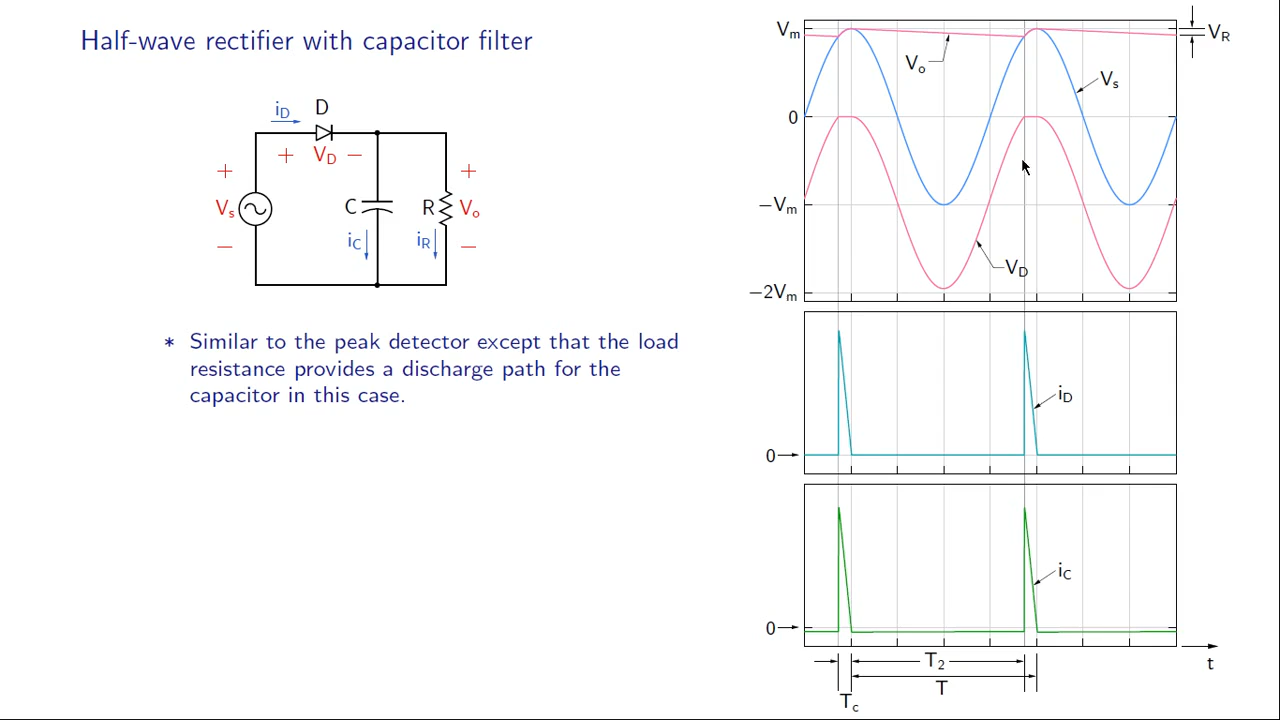 Half-wave rectifier with capacitor filter
iD D
+ VD −
+
Vs
−
C
R
+
Vo
−
iC
iR
* Similar to the peak detector except that the load
resistance provides a discharge path for the
capacitor in this case.
Vm
VR
Vo
Vs
0
−Vm
VD
−2Vm
iD
0
iC
0
T2
t
T
Tc